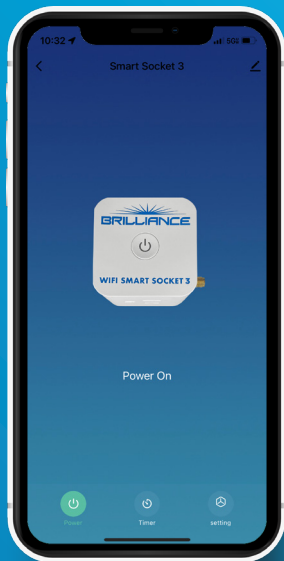 10:32
5G
Smart Socket 3
BRILLIANCE
WIFI SMART SOCKET 3
Power On
Power
Timer
setting